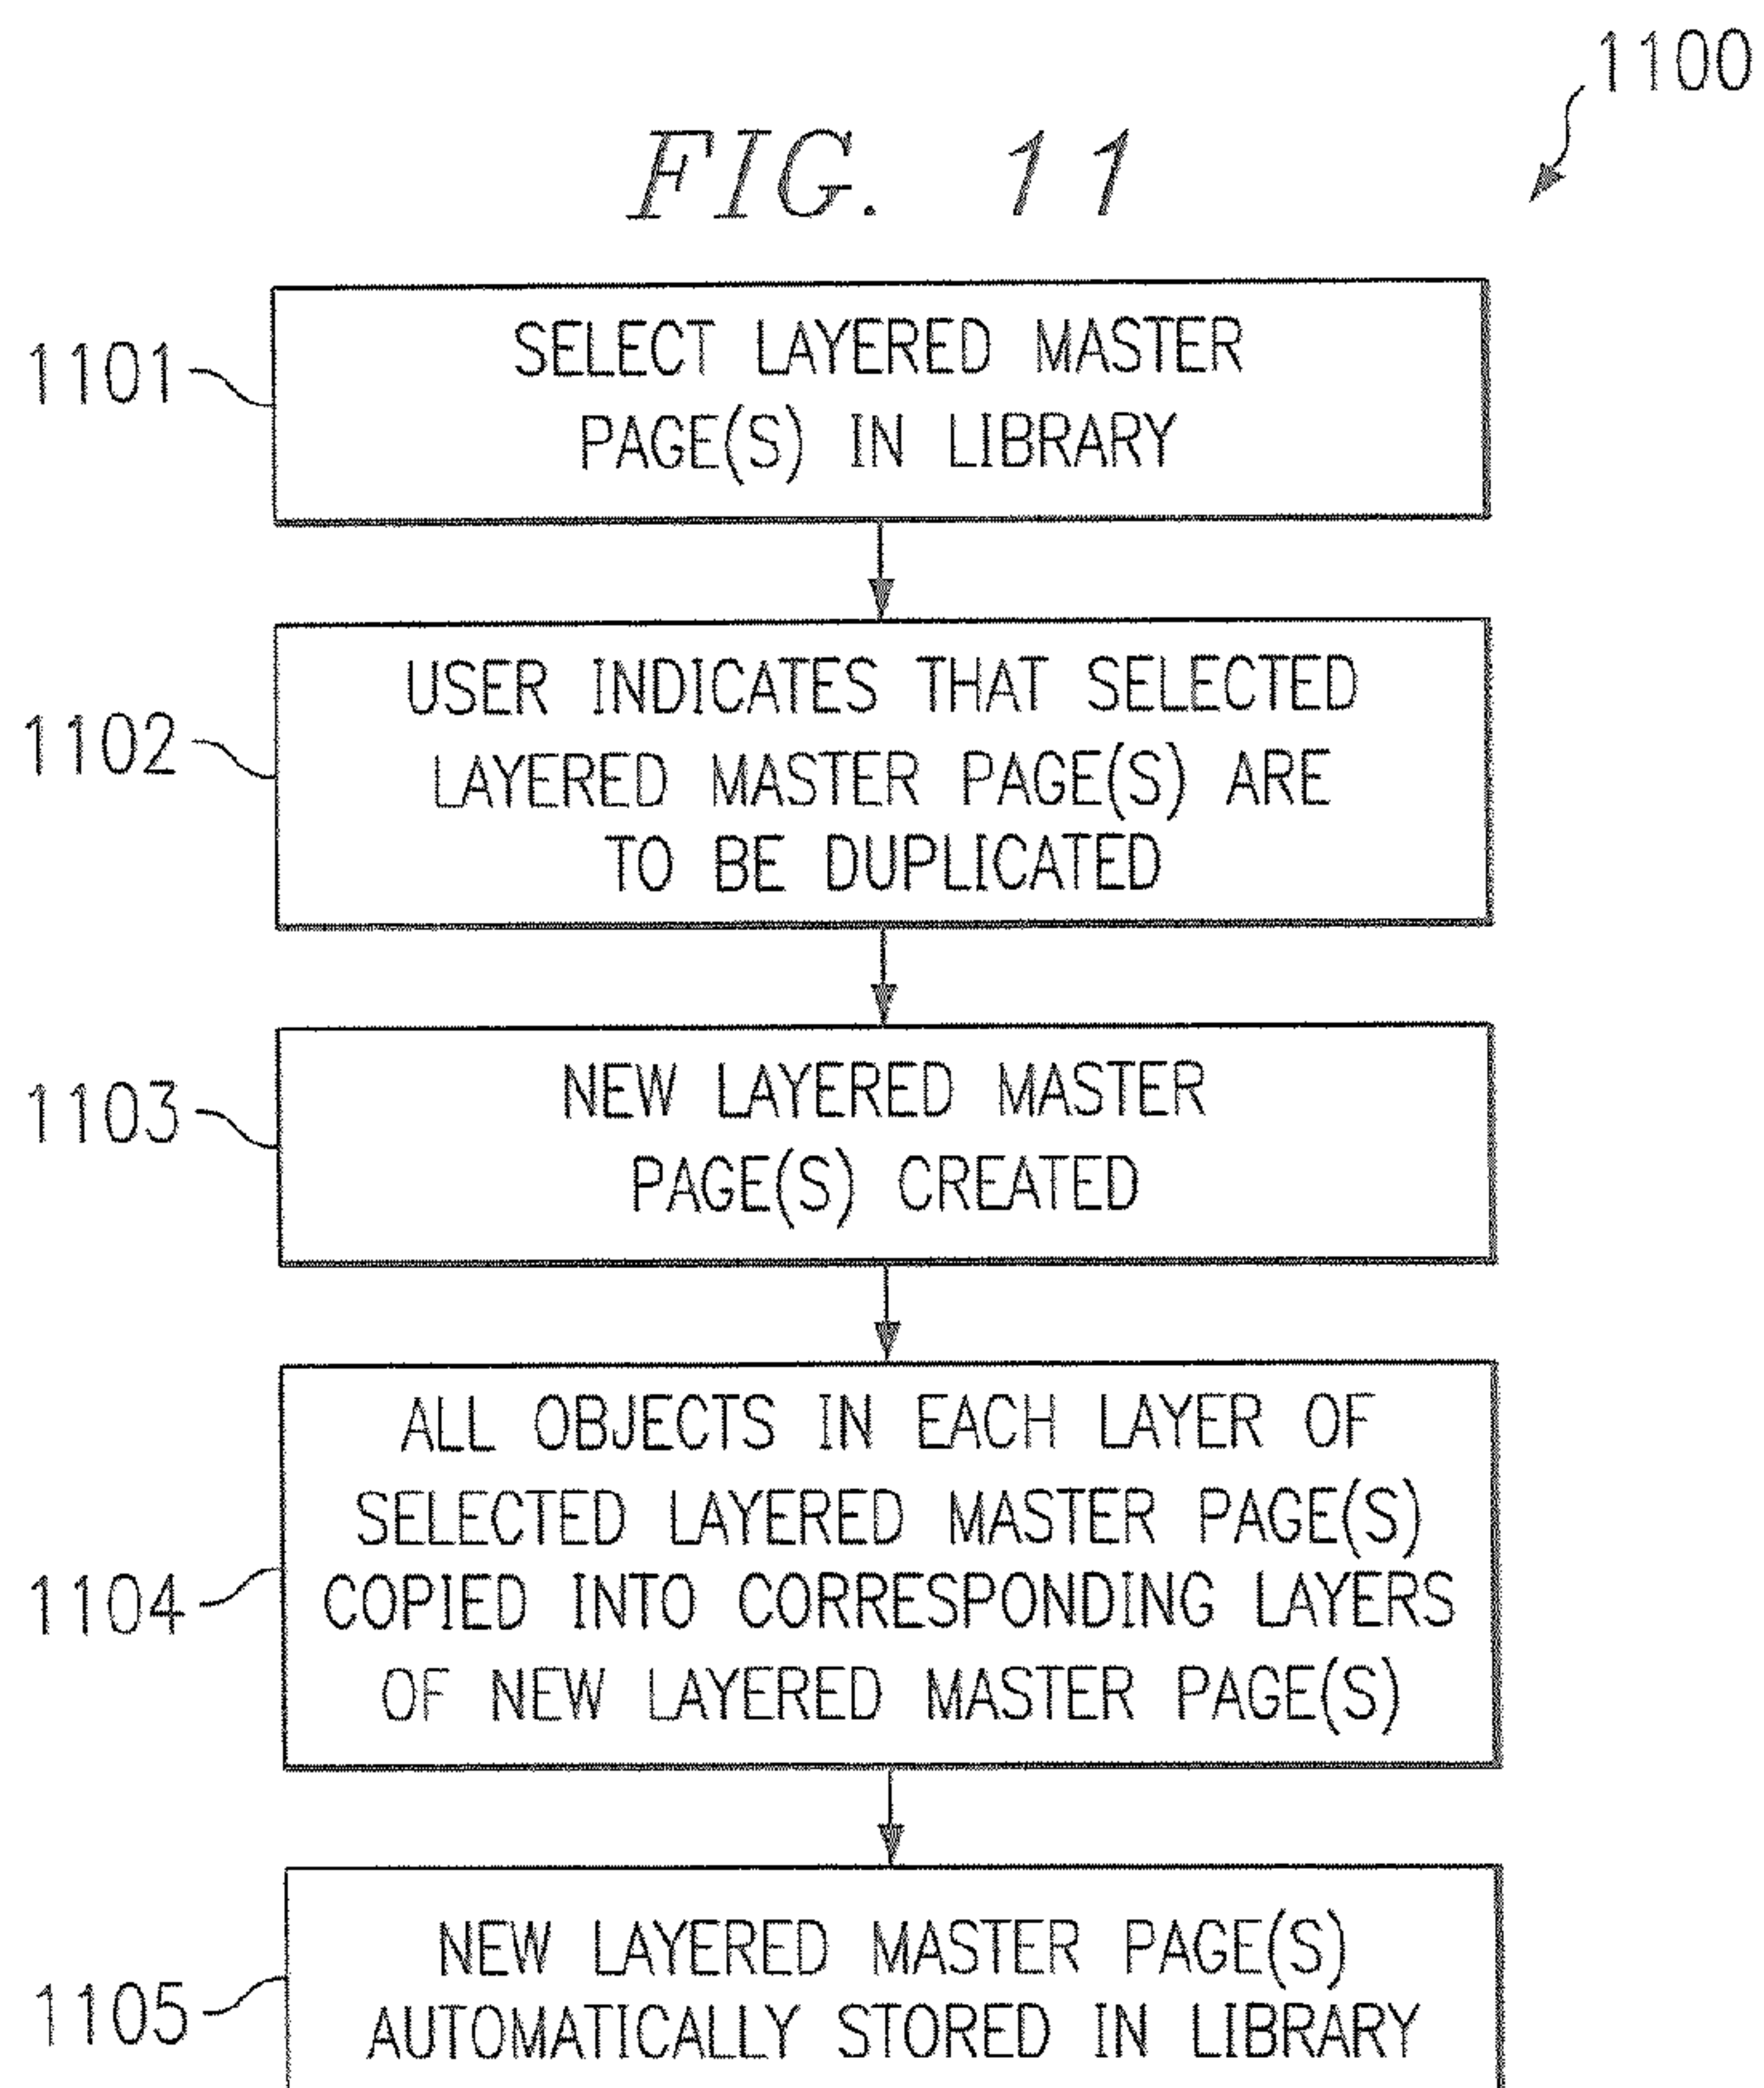 1100
FIG. 11
1101
SELECT LAYERED MASTER
PAGE(S) IN LIBRARY
1102
USER INDICATES THAT SELECTED
LAYERED MASTER PAGE(S) ARE
TO BE DUPLICATED
1103
NEW LAYERED MASTER
PAGE(S) CREATED
1104
ALL OBJECTS IN EACH LAYER OF
SELECTED LAYERED MASTER PAGE(S)
COPIED INTO CORRESPONDING LAYERS
OF NEW LAYERED MASTER PAGE(S)
1105
NEW LAYERED MASTER PAGE(S)
AUTOMATICALLY STORED IN LIBRARY